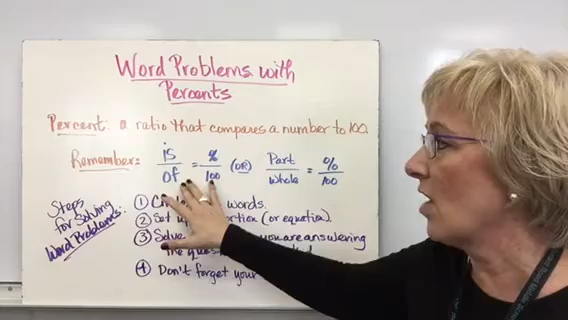 Word Problems with
Percents
Percent: a ratio that compares a number to 100.
Remember: is/of = %/100 (OR) Part/Whole = %/100
Steps for Solving Word Problems:
① words.
② Set (or equation).
③ Solve you are answering
the
④ Don't forget your